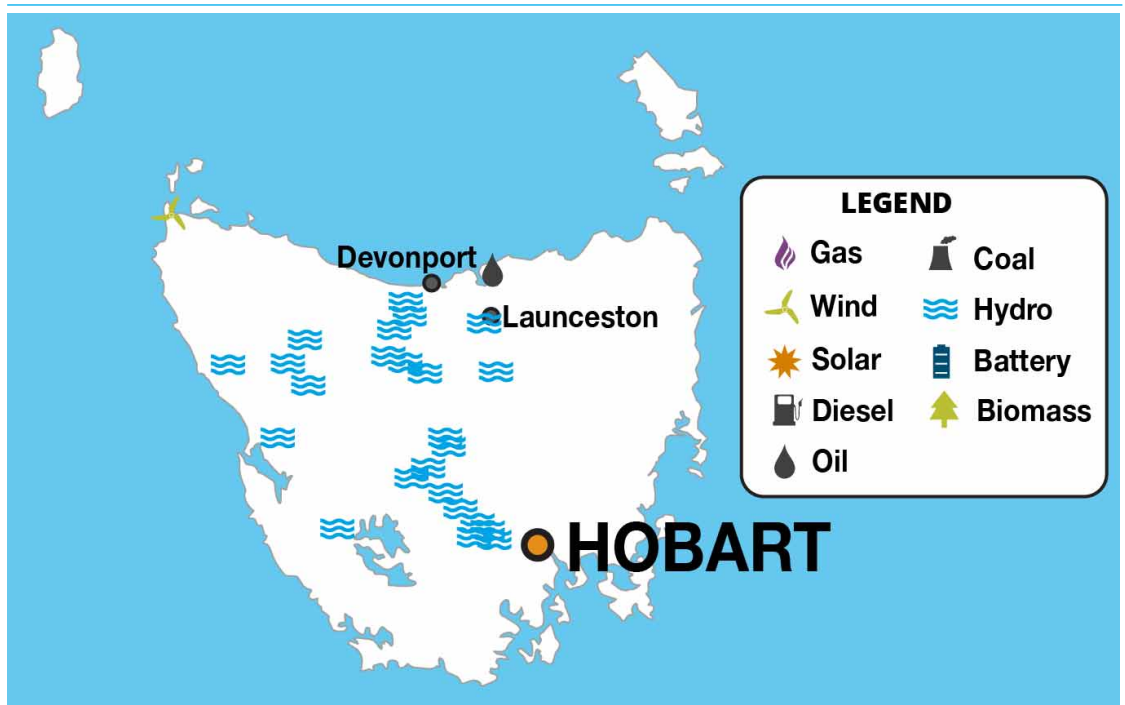 Devonport
Launceston
HOBART
LEGEND
Gas
Coal
Wind
Hydro
Solar
Battery
Diesel
Biomass
Oil